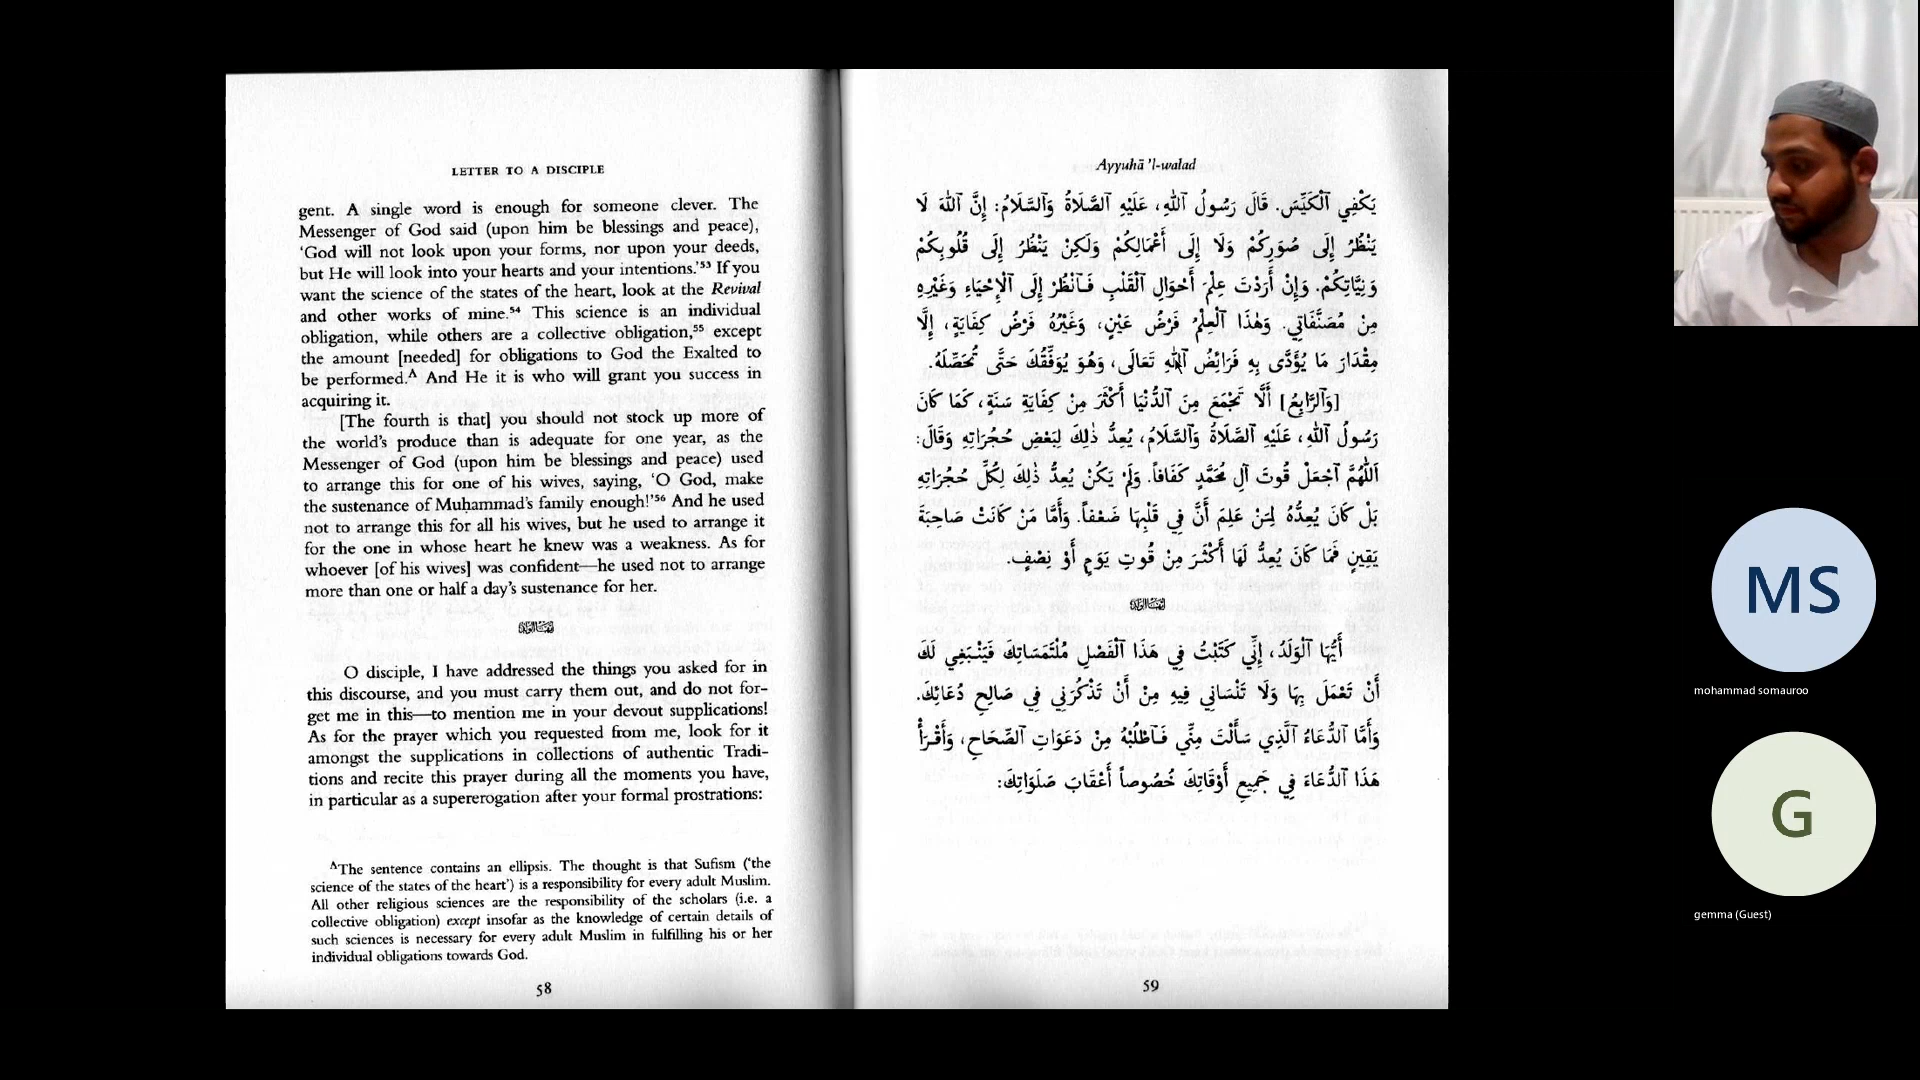 LETTER TO A DISCIPLE
gent. A single word is enough for someone clever. The
Messenger of God said (upon him be blessings and peace),
‘God will not look upon your forms, nor upon your deeds,
but He will look into your hearts and your intentions.’⁵³ If you
want the science of the states of the heart, look at the Revival
and other works of mine.⁵⁴ This science is an individual
obligation, while others are a collective obligation,⁵⁵ except
the amount [needed] for obligations to God the Exalted to
be performed.ᴬ And He it is who will grant you success in
acquiring it.
[The fourth is that] you should not stock up more of
the world’s produce than is adequate for one year, as the
Messenger of God (upon him be blessings and peace) used
to arrange this for one of his wives, saying, ‘O God, make
the sustenance of Muḥammad’s family enough!’⁵⁶ And he used
not to arrange this for all his wives, but he used to arrange it
for the one in whose heart he knew was a weakness. As for
whoever [of his wives] was confident—he used not to arrange
more than one or half a day’s sustenance for her.
O disciple, I have addressed the things you asked for in
this discourse, and you must carry them out, and do not for-
get me in this—to mention me in your devout supplications!
As for the prayer which you requested from me, look for it
amongst the supplications in collections of authentic Tradi-
tions and recite this prayer during all the moments you have,
in particular as a supererogation after your formal prostrations:
ᴬThe sentence contains an ellipsis. The thought is that Sufism (‘the
science of the states of the heart’) is a responsibility for every adult Muslim.
All other religious sciences are the responsibility of the scholars (i.e. a
collective obligation) except insofar as the knowledge of certain details of
such sciences is necessary for every adult Muslim in fulfilling his or her
individual obligations towards God.
58
Ayyuhā ’l-walad
يَكْفِي ٱلْكَيِّسَ. قَالَ رَسُولُ ٱللهِ، عَلَيْهِ ٱلصَّلَاةُ وَٱلسَّلَامُ: إِنَّ ٱللهَ لَا
يَنْظُرُ إِلَى صُوَرِكُمْ وَلَا إِلَى أَعْمَالِكُمْ وَلَكِنْ يَنْظُرُ إِلَى قُلُوبِكُمْ
وَنِيَّاتِكُمْ. وَإِنْ أَرَدْتَ عِلْمَ أَحْوَالِ ٱلْقَلْبِ فَٱنْظُرْ إِلَى ٱلْإِحْيَاءِ وَغَيْرِهِ
مِنْ مُصَنَّفَاتِي. وَهٰذَا ٱلْعِلْمُ فَرْضُ عَيْنٍ، وَغَيْرُهُ فَرْضُ كِفَايَةٍ، إِلَّا
مِقْدَارَ مَا يُؤَدَّى بِهِ فَرَائِضُ ٱللهِ تَعَالَى، وَهُوَ يُوَفِّقُكَ حَتَّى تُحَصِّلَهُ.
[وَٱلرَّابِعُ] أَلَّا تَجْمَعَ مِنَ ٱلدُّنْيَا أَكْثَرَ مِنْ كِفَايَةِ سَنَةٍ، كَمَا كَانَ
رَسُولُ ٱللهِ، عَلَيْهِ ٱلصَّلَاةُ وَٱلسَّلَامُ، يُعِدُّ ذٰلِكَ لِبَعْضِ حُجُرَاتِهِ وَقَالَ:
اَللّٰهُمَّ ٱجْعَلْ قُوتَ آلِ مُحَمَّدٍ كَفَافاً. وَلَمْ يَكُنْ يُعِدُّ ذٰلِكَ لِكُلِّ حُجُرَاتِهِ
بَلْ كَانَ يُعِدُّهُ لِمَنْ عَلِمَ أَنَّ فِي قَلْبِهَا ضَعْفاً. وَأَمَّا مَنْ كَانَتْ صَاحِبَةَ
يَقِينٍ فَمَا كَانَ يُعِدُّ لَهَا أَكْثَرَ مِنْ قُوتِ يَوْمٍ أَوْ نِصْفٍ.
أَيُّهَا ٱلْوَلَدُ، إِنِّي كَتَبْتُ فِي هَذَا ٱلْفَصْلِ مُلْتَمَسَاتِكَ فَيَنْبَغِي لَكَ
أَنْ تَعْمَلَ بِهَا وَلَا تَنْسَانِي فِيهِ مِنْ أَنْ تَذْكُرَنِي فِي صَالِحِ دُعَائِكَ.
وَأَمَّا ٱلدُّعَاءُ ٱلَّذِي سَأَلْتَ مِنِّي فَٱطْلُبْهُ مِنْ دَعَوَاتِ ٱلصِّحَاحِ، وَٱقْرَأْ
هَذَا ٱلدُّعَاءَ فِي جَمِيعِ أَوْقَاتِكَ خُصُوصاً أَعْقَابَ صَلَوَاتِكَ:
59
MS
mohammad somauroo
G
gemma (Guest)